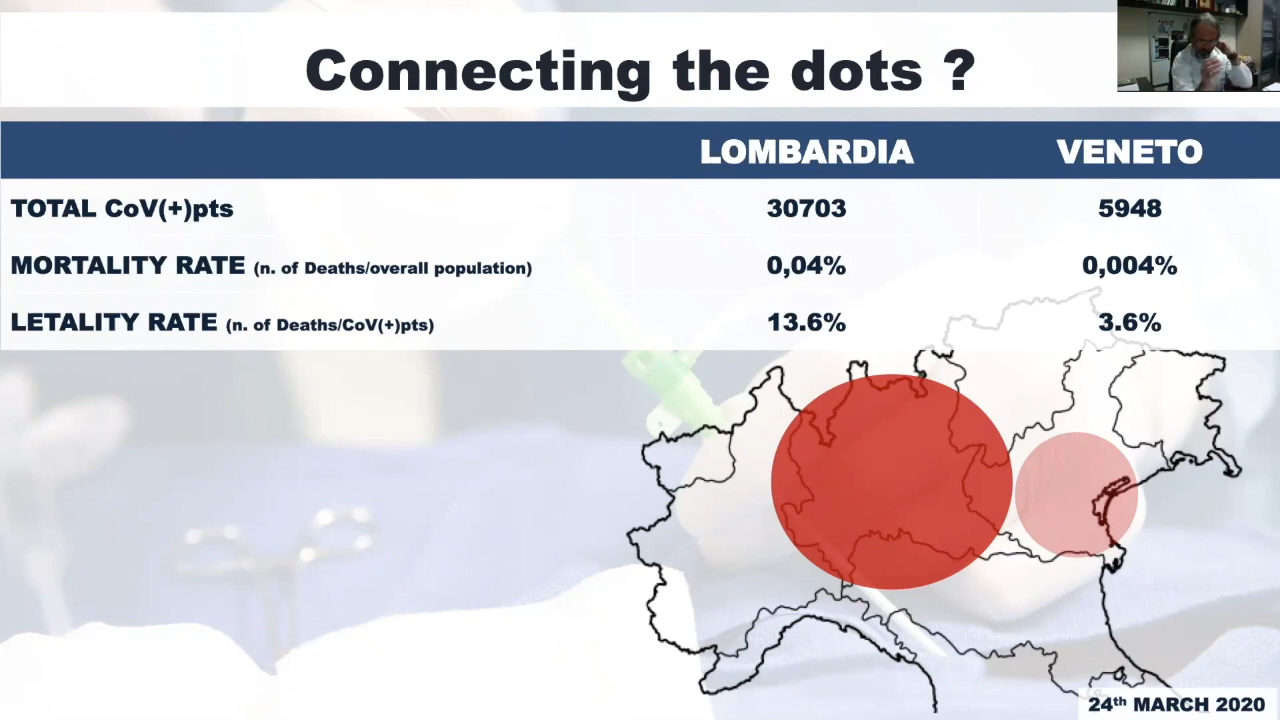 Connecting the dots ?
LOMBARDIA VENETO
TOTAL CoV(+)pts 30703 5948
MORTALITY RATE (n. of Deaths/overall population) 0,04% 0,004%
LETALITY RATE (n. of Deaths/CoV(+)pts) 13.6% 3.6%
24th MARCH 2020